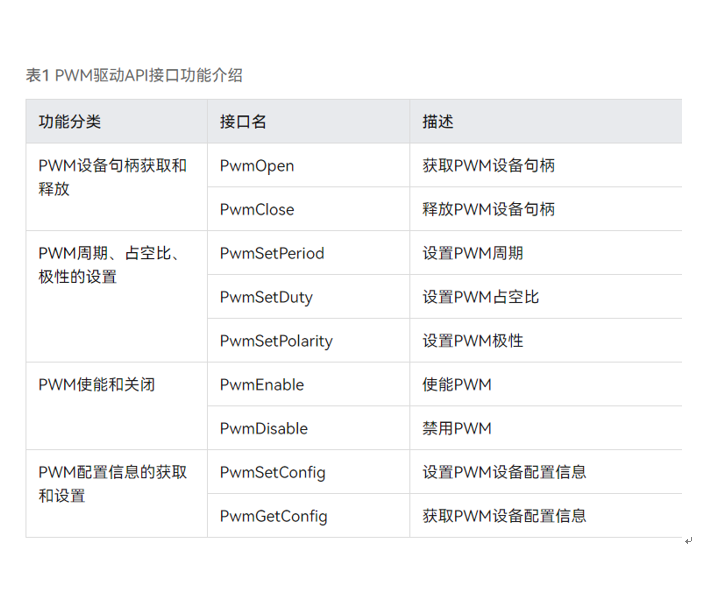 表1 PWM驱动API接口功能介绍
功能分类 接口名 描述
PWM设备句柄获取和
释放
PwmOpen 获取PWM设备句柄
PwmClose 释放PWM设备句柄
PWM周期、占空比、
极性的设置
PwmSetPeriod 设置PWM周期
PwmSetDuty 设置PWM占空比
PwmSetPolarity 设置PWM极性
PWM使能和关闭
PwmEnable 使能PWM
PwmDisable 禁用PWM
PWM配置信息的获取
和设置
PwmSetConfig 设置PWM设备配置信息
PwmGetConfig 获取PWM设备配置信息